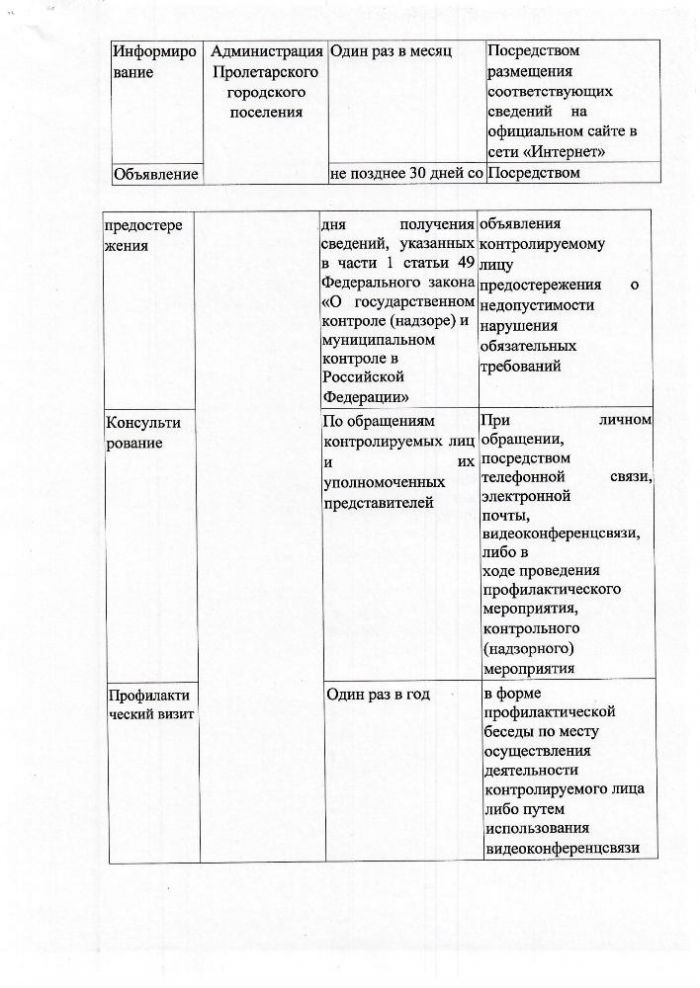 Информиро
вание
Администрация
Пролетарского
городского
поселения
Один раз в месяц
Посредством
размещения
соответствующих
сведений на
официальном сайте в
сети «Интернет»
Объявление
не позднее 30 дней со
Посредством
предостере
жения
дня получения
сведений, указанных
в части 1 статьи 49
Федерального закона
«О государственном
контроле (надзоре) и
муниципальном
контроле в
Российской
Федерации»
объявления
контролируемому
лицу
предостережения о
недопустимости
нарушения
обязательных
требований
Консульти
рование
По обращениям
контролируемых лиц
и их
уполномоченных
представителей
При личном
обращении,
посредством
телефонной связи,
электронной
почты,
видеоконференцсвязи,
либо в
ходе проведения
профилактического
мероприятия,
контрольного
(надзорного)
мероприятия
Профилакти
ческий визит
Один раз в год
в форме
профилактической
беседы по месту
осуществления
деятельности
контролируемого лица
либо путем
использования
видеоконференцсвязи